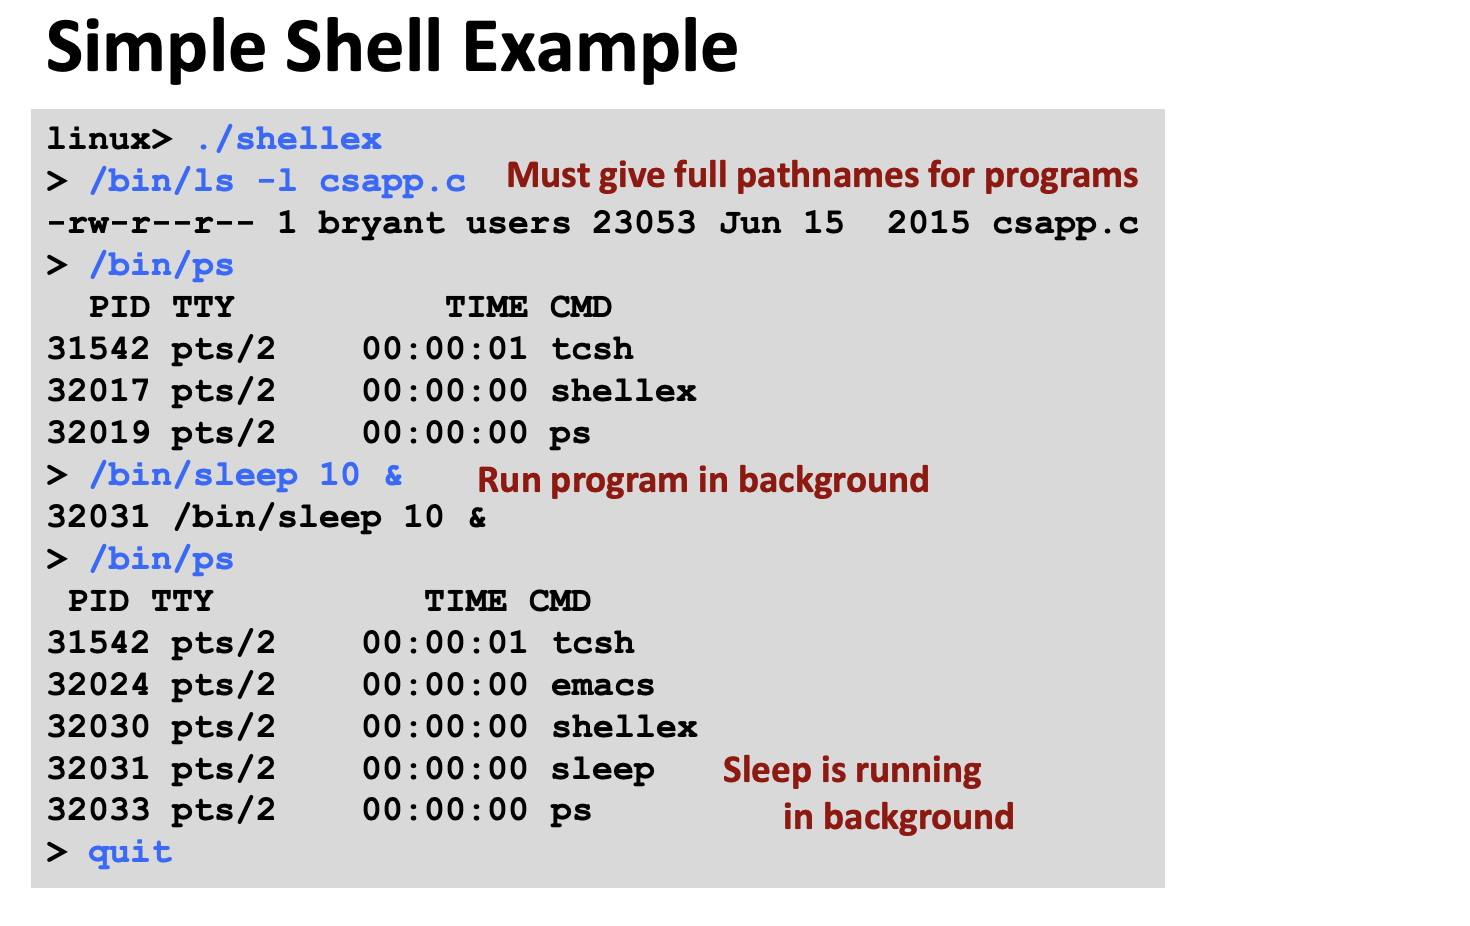 Simple Shell Example
linux> ./shellex
> /bin/ls -l csapp.c Must give full pathnames for programs
-rw-r--r-- 1 bryant users 23053 Jun 15  2015 csapp.c
> /bin/ps
  PID TTY          TIME CMD
31542 pts/2    00:00:01 tcsh
32017 pts/2    00:00:00 shellex
32019 pts/2    00:00:00 ps
> /bin/sleep 10 & Run program in background
32031 /bin/sleep 10 &
> /bin/ps
 PID TTY          TIME CMD
31542 pts/2    00:00:01 tcsh
32024 pts/2    00:00:00 emacs
32030 pts/2    00:00:00 shellex
32031 pts/2    00:00:00 sleep Sleep is running
32033 pts/2    00:00:00 ps in background
> quit